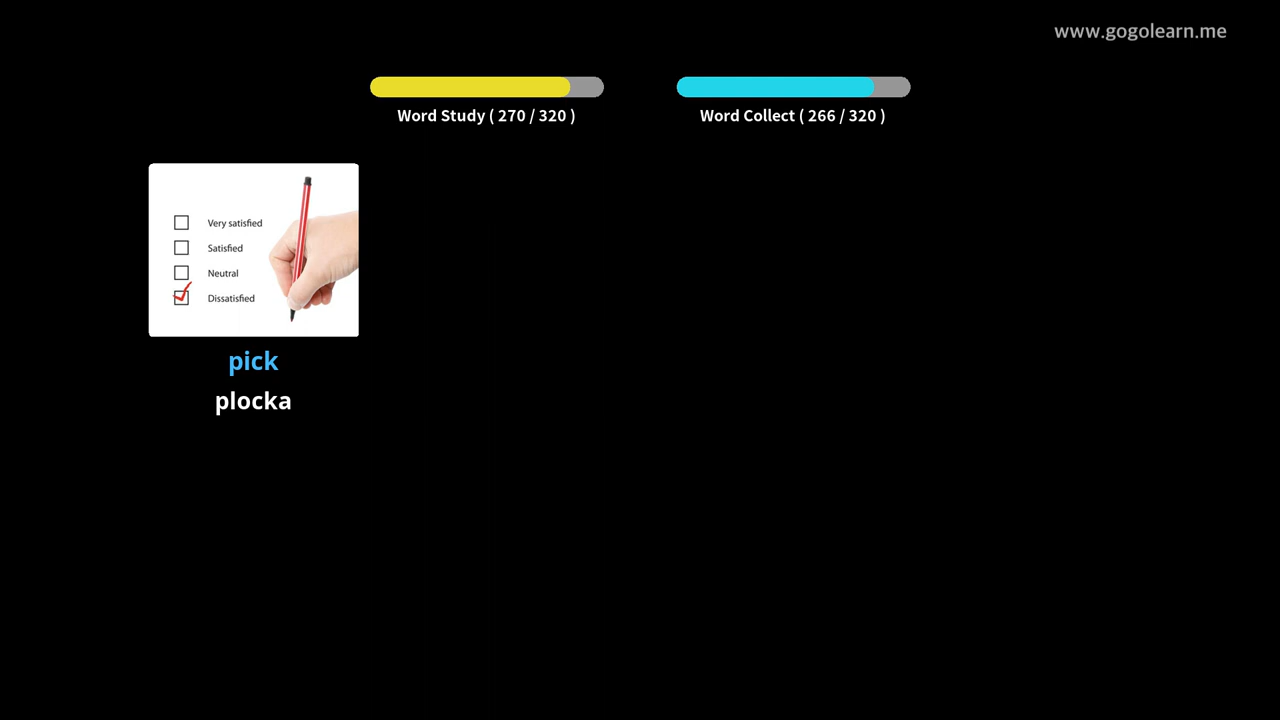 www.gogolearn.me
Word Study ( 270 / 320 )
Word Collect ( 266 / 320 )
Very satisfied
Satisfied
Neutral
Dissatisfied
pick
plocka